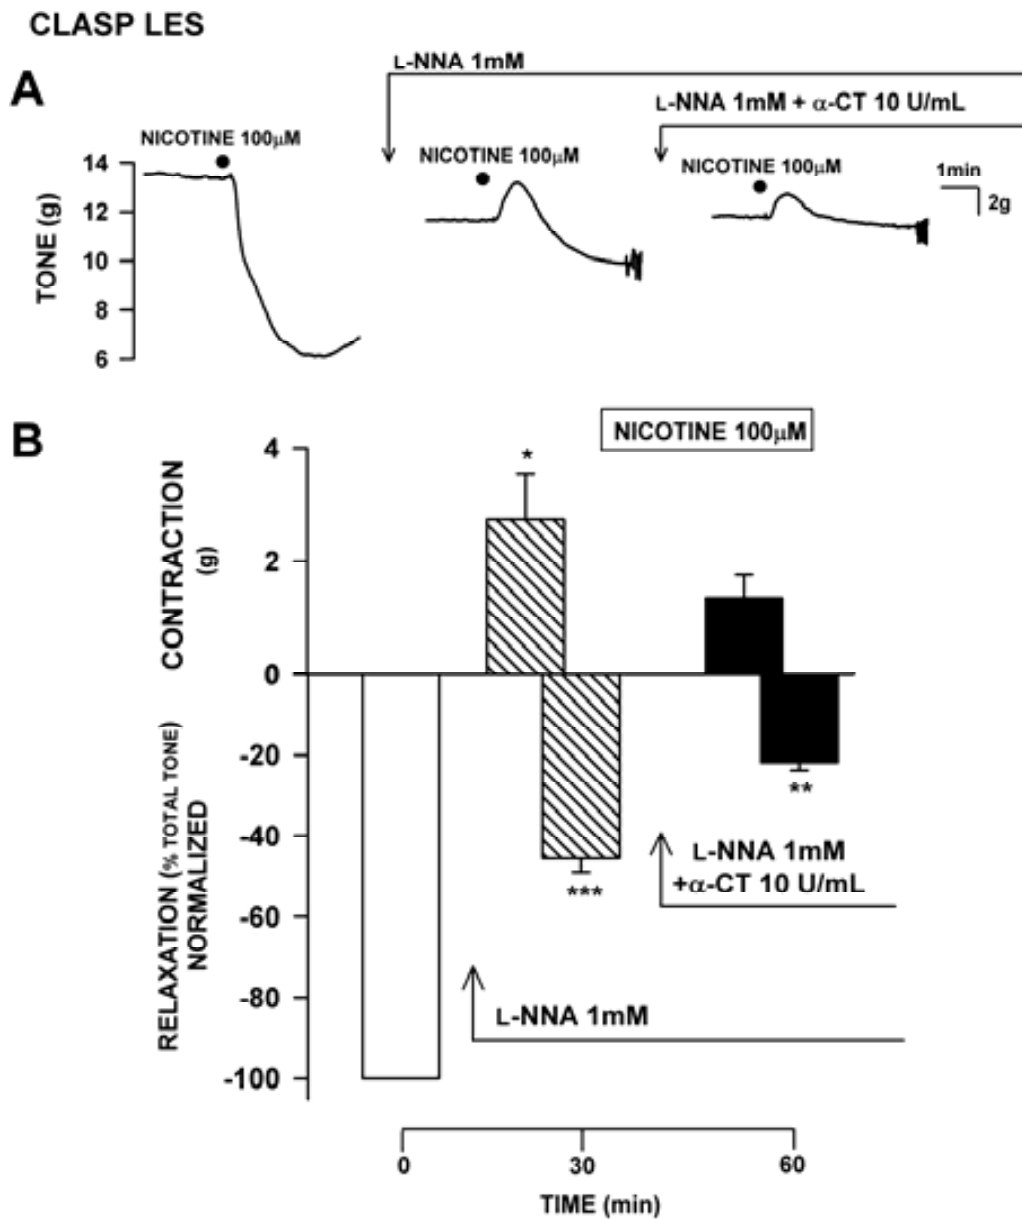 CLASP LES
A
L-NNA 1mM
L-NNA 1mM + α-CT 10 U/mL
NICOTINE 100µM
NICOTINE 100µM
NICOTINE 100µM
1min
2g
TONE (g)
14
12
10
8
6
B
NICOTINE 100µM
CONTRACTION
(g)
4
2
0
RELAXATION (% TOTAL TONE)
NORMALIZED
-20
-40
-60
-80
-100
*
***
**
L-NNA 1mM
+α-CT 10 U/mL
L-NNA 1mM
0
30
60
TIME (min)